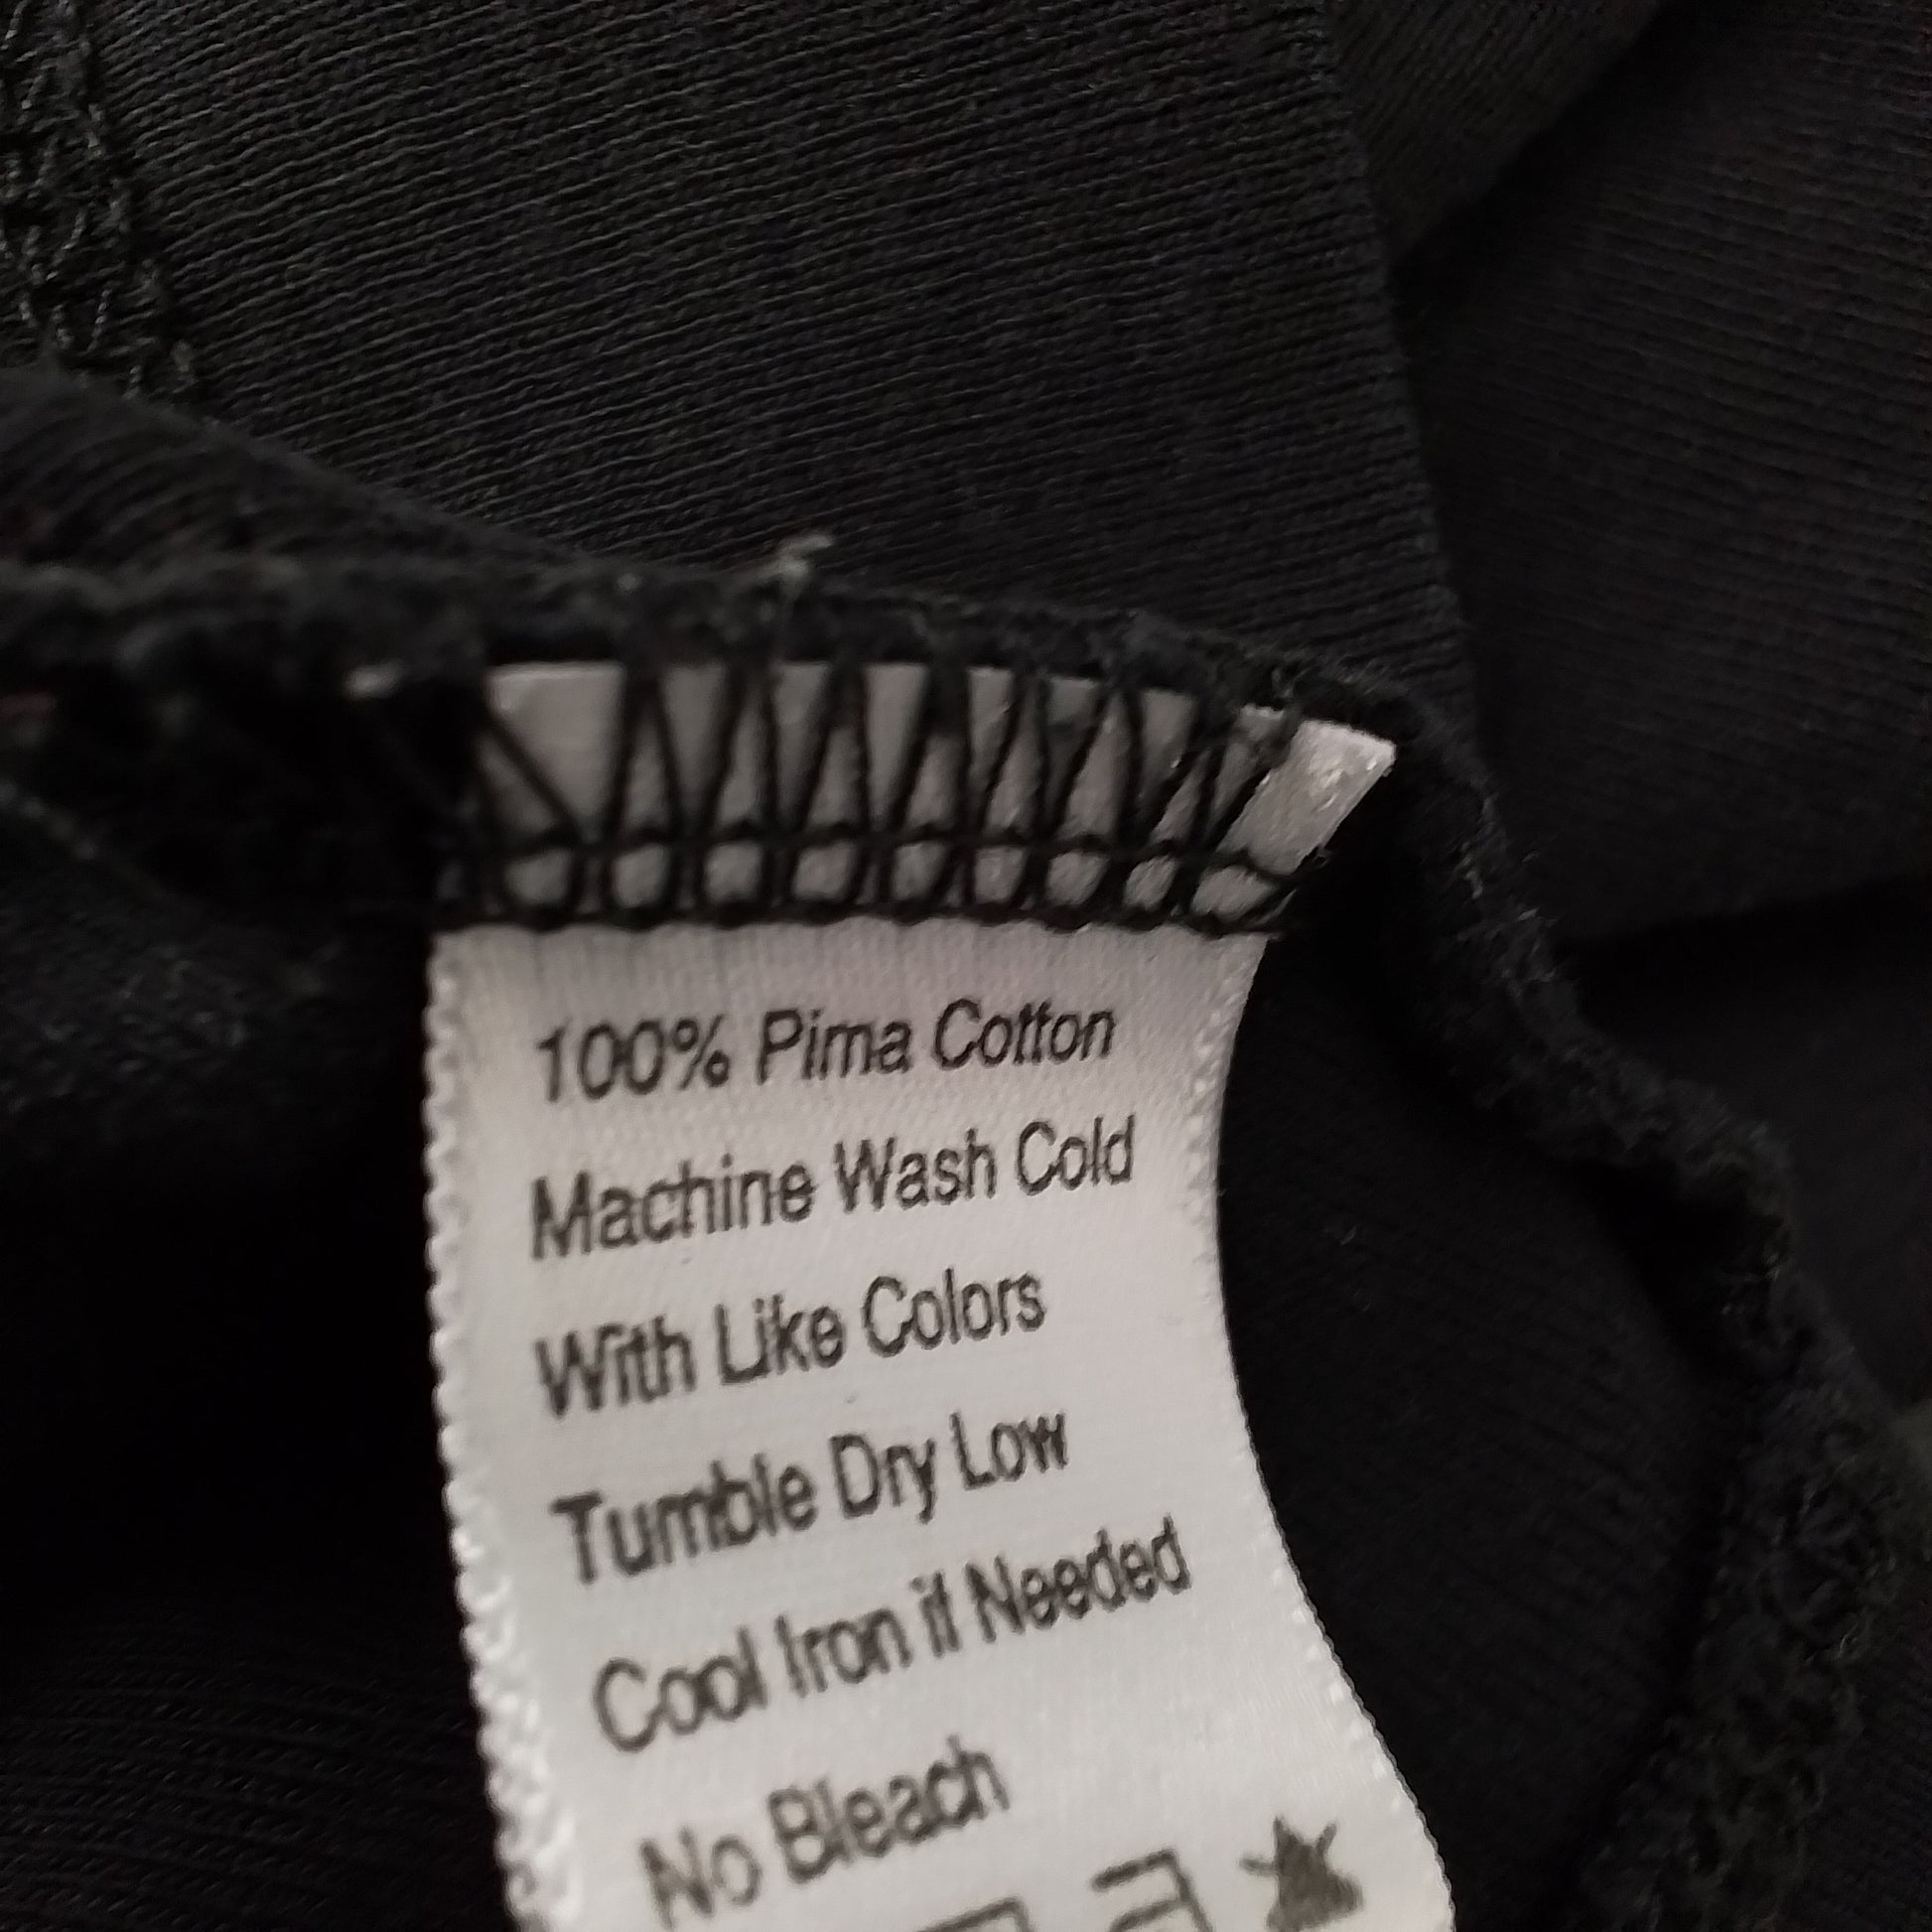 100% Pima Cotton
Machine Wash Cold
With Like Colors
Tumble Dry Low
Cool Iron if Needed
No Bleach